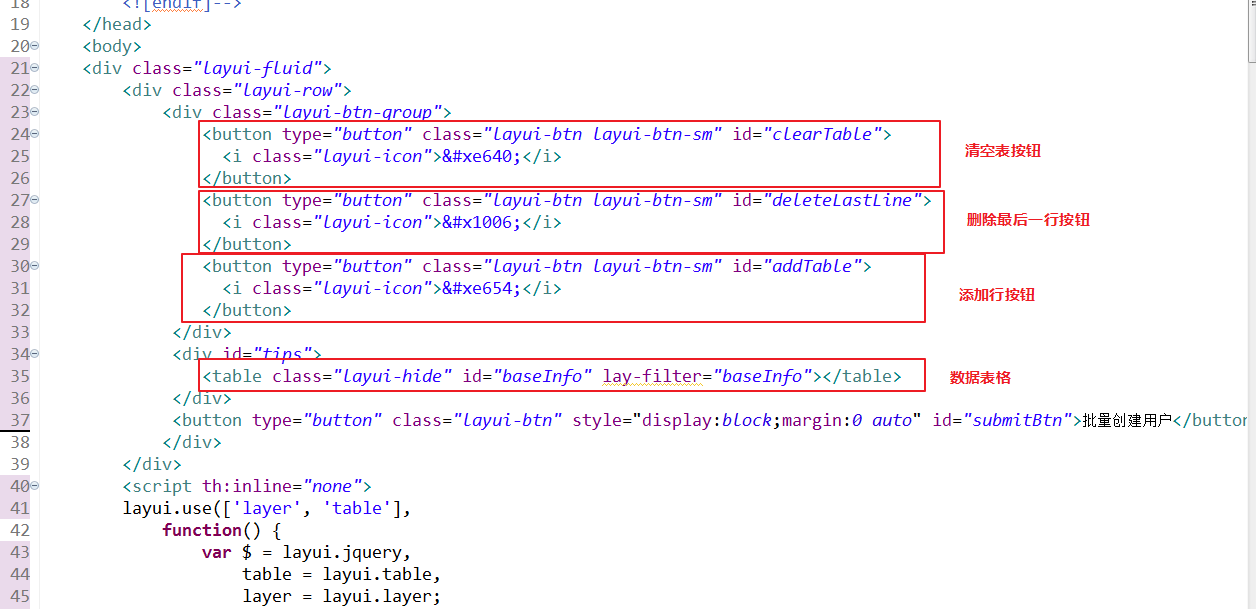 18 <![endif]-->
19 </head>
20 <body>
21 <div class="layui-fluid">
22 <div class="layui-row">
23 <div class="layui-btn-group">
24 <button type="button" class="layui-btn layui-btn-sm" id="clearTable">
25 <i class="layui-icon">&#xe640;</i>
清空表按钮
26 </button>
27 <button type="button" class="layui-btn layui-btn-sm" id="deleteLastLine">
28 <i class="layui-icon">&#x1006;</i>
删除最后一行按钮
29 </button>
30 <button type="button" class="layui-btn layui-btn-sm" id="addTable">
31 <i class="layui-icon">&#xe654;</i>
添加行按钮
32 </button>
33 </div>
34 <div id="tips">
35 <table class="layui-hide" id="baseInfo" lay-filter="baseInfo"></table>
数据表格
36 </div>
37 <button type="button" class="layui-btn" style="display:block;margin:0 auto" id="submitBtn">批量创建用户</button
38 </div>
39 </div>
40 <script th:inline="none">
41 layui.use(['layer', 'table'],
42 function() {
43 var $ = layui.jquery,
44 table = layui.table,
45 layer = layui.layer;